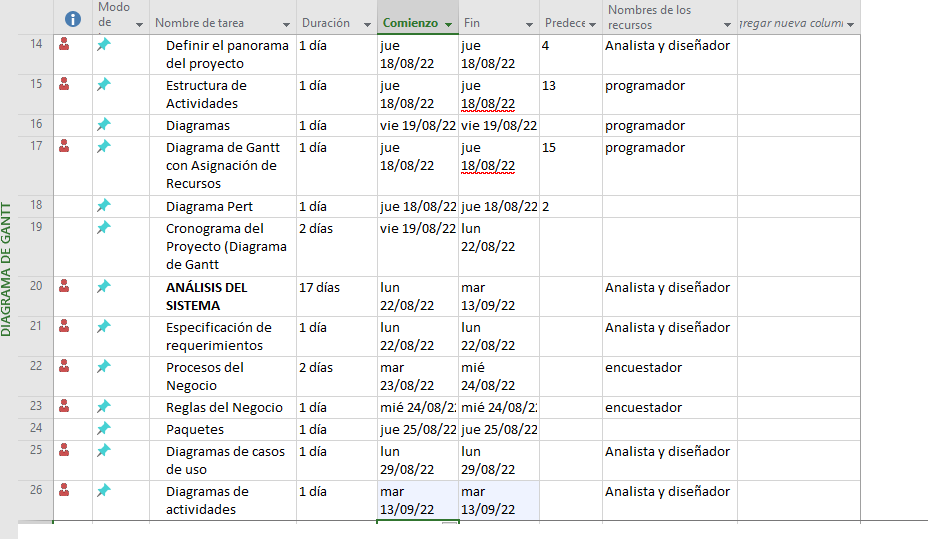 Modo de
Nombre de tarea
Duración
Comienzo
Fin
Predece
Nombres de los recursos
gregar nueva colum
DIAGRAMA DE GANTT
14 Definir el panorama del proyecto 1 día jue 18/08/22 jue 18/08/22 4 Analista y diseñador
15 Estructura de Actividades 1 día jue 18/08/22 jue 18/08/22 13 programador
16 Diagramas 1 día vie 19/08/22 vie 19/08/22 programador
17 Diagrama de Gantt con Asignación de Recursos 1 día jue 18/08/22 jue 18/08/22 15 programador
18 Diagrama Pert 1 día jue 18/08/22 jue 18/08/22 2
19 Cronograma del Proyecto (Diagrama de Gantt 2 días vie 19/08/22 lun 22/08/22
20 ANÁLISIS DEL SISTEMA 17 días lun 22/08/22 mar 13/09/22 Analista y diseñador
21 Especificación de requerimientos 1 día lun 22/08/22 lun 22/08/22 Analista y diseñador
22 Procesos del Negocio 2 días mar 23/08/22 mié 24/08/22 encuestador
23 Reglas del Negocio 1 día mié 24/08/22 mié 24/08/22 encuestador
24 Paquetes 1 día jue 25/08/22 jue 25/08/22
25 Diagramas de casos de uso 1 día lun 29/08/22 lun 29/08/22 Analista y diseñador
26 Diagramas de actividades 1 día mar 13/09/22 mar 13/09/22 Analista y diseñador